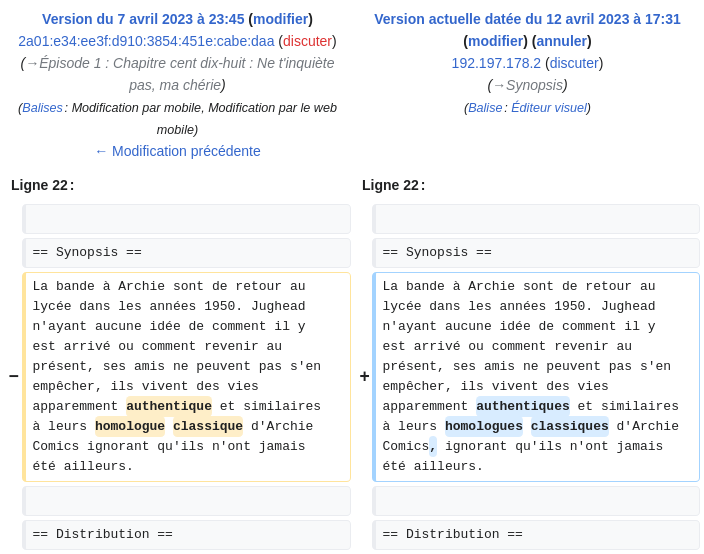 Version du 7 avril 2023 à 23:45 (modifier)
2a01:e34:ee3f:d910:3854:451e:cabe:daa (discuter)
(→Épisode 1 : Chapitre cent dix-huit : Ne t'inquiète
pas, ma chérie)
(Balises : Modification par mobile, Modification par le web
mobile)
← Modification précédente
Version actuelle datée du 12 avril 2023 à 17:31
(modifier) (annuler)
192.197.178.2 (discuter)
(→Synopsis)
(Balise : Éditeur visuel)
Ligne 22 :
== Synopsis ==
− La bande à Archie sont de retour au
lycée dans les années 1950. Jughead
n'ayant aucune idée de comment il y
est arrivé ou comment revenir au
présent, ses amis ne peuvent pas s'en
empêcher, ils vivent des vies
apparemment authentique et similaires
à leurs homologue classique d'Archie
Comics ignorant qu'ils n'ont jamais
été ailleurs.
== Distribution ==
Ligne 22 :
== Synopsis ==
+ La bande à Archie sont de retour au
lycée dans les années 1950. Jughead
n'ayant aucune idée de comment il y
est arrivé ou comment revenir au
présent, ses amis ne peuvent pas s'en
empêcher, ils vivent des vies
apparemment authentiques et similaires
à leurs homologues classiques d'Archie
Comics, ignorant qu'ils n'ont jamais
été ailleurs.
== Distribution ==